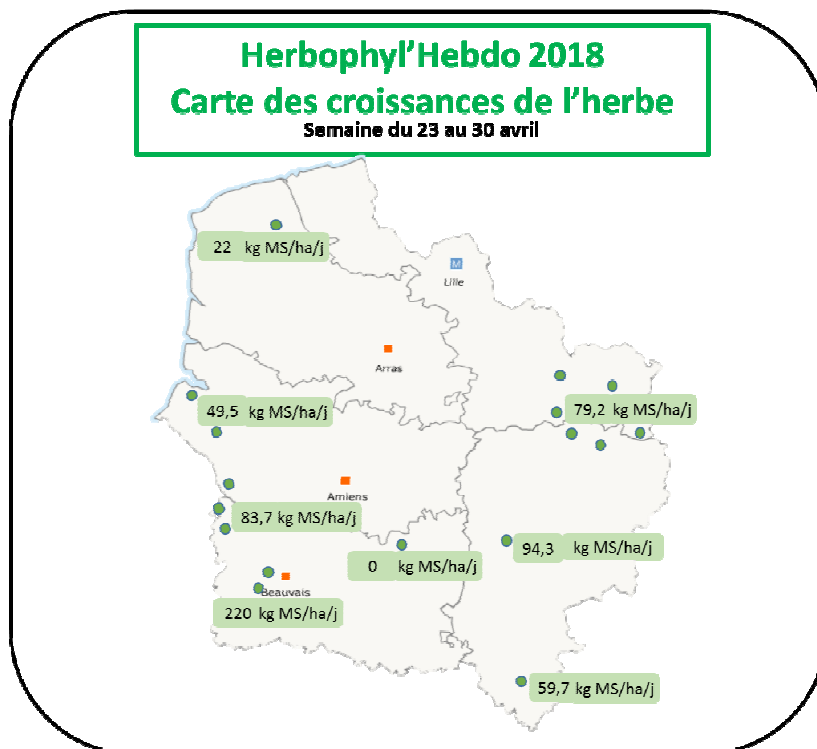 Herbophyl'Hebdo 2018
Carte des croissances de l'herbe
Semaine du 23 au 30 avril
22 kg MS/ha/j
M
Lille
Arras
49,5 kg MS/ha/j
79,2 kg MS/ha/j
Amiens
83,7 kg MS/ha/j
94,3 kg MS/ha/j
0 kg MS/ha/j
Beauvais
220 kg MS/ha/j
59,7 kg MS/ha/j